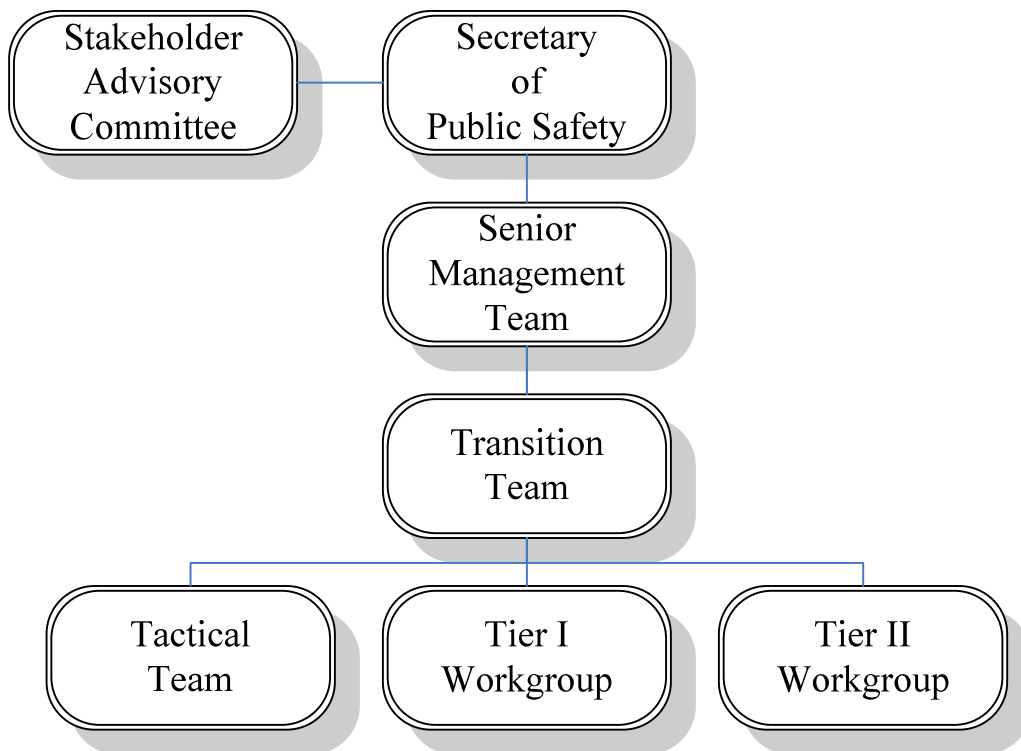 Stakeholder
Advisory
Committee
Secretary
of
Public Safety
Senior
Management
Team
Transition
Team
Tactical
Team
Tier I
Workgroup
Tier II
Workgroup